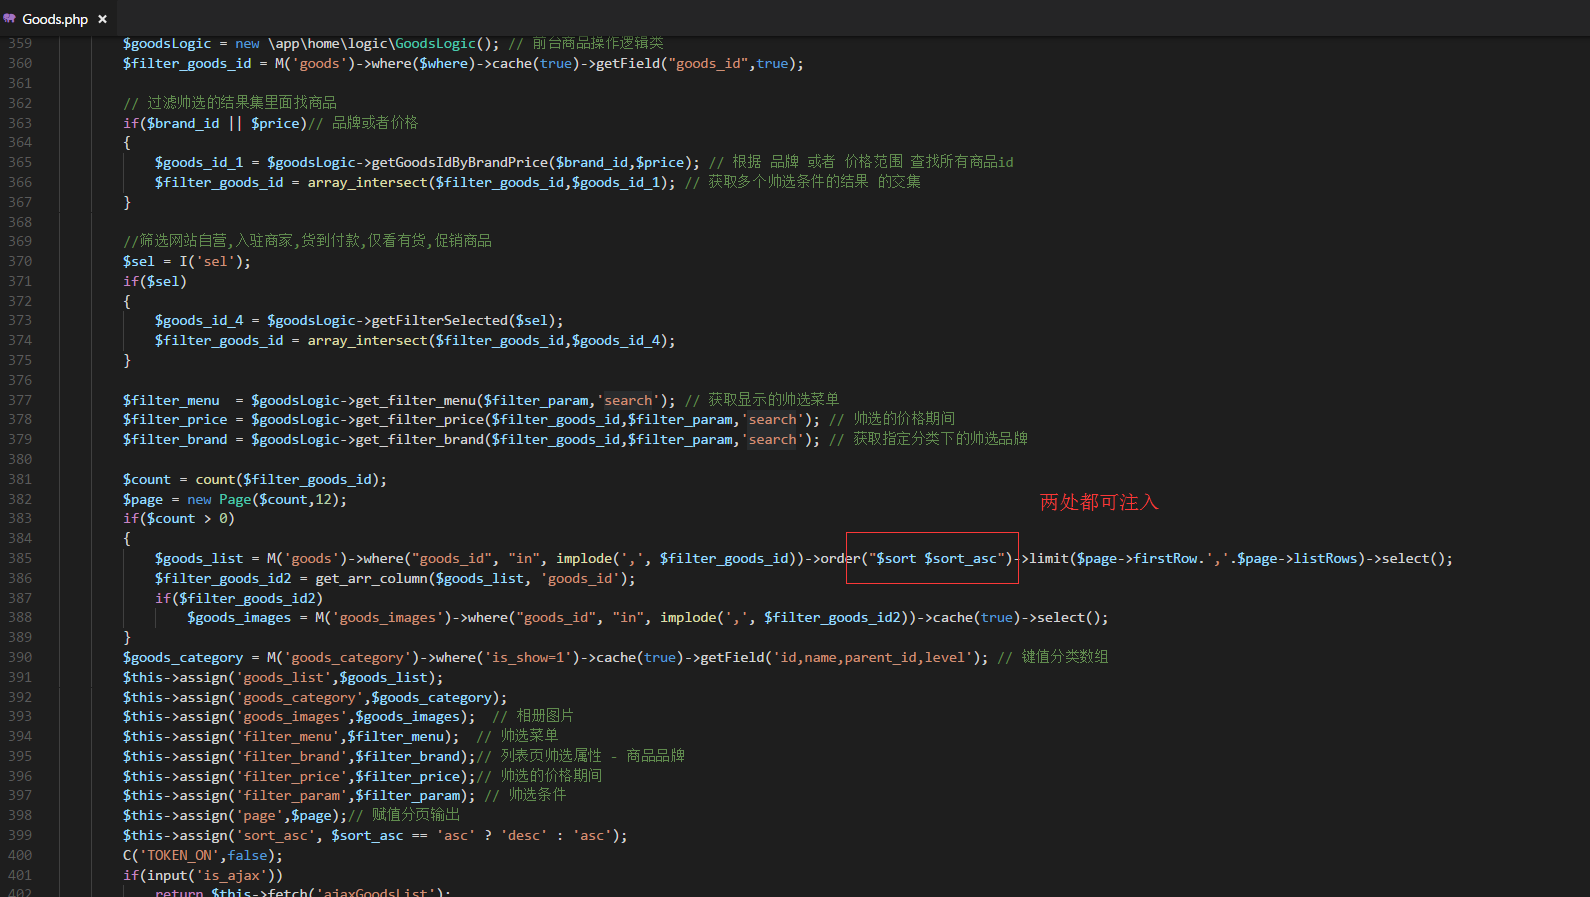 Goods.php ×
359 $goodsLogic = new \app\home\logic\GoodsLogic(); // 前台商品操作逻辑类
360 $filter_goods_id = M('goods')->where($where)->cache(true)->getField("goods_id",true);
361
362 // 过滤帅选的结果集里面找商品
363 if($brand_id || $price)// 品牌或者价格
364 {
365 $goods_id_1 = $goodsLogic->getGoodsIdByBrandPrice($brand_id,$price); // 根据 品牌 或者 价格范围 查找所有商品id
366 $filter_goods_id = array_intersect($filter_goods_id,$goods_id_1); // 获取多个帅选条件的结果 的交集
367 }
368
369 //筛选网站自营,入驻商家,货到付款,仅看有货,促销商品
370 $sel = I('sel');
371 if($sel)
372 {
373 $goods_id_4 = $goodsLogic->getFilterSelected($sel);
374 $filter_goods_id = array_intersect($filter_goods_id,$goods_id_4);
375 }
376
377 $filter_menu  = $goodsLogic->get_filter_menu($filter_param,'search'); // 获取显示的帅选菜单
378 $filter_price = $goodsLogic->get_filter_price($filter_goods_id,$filter_param,'search'); // 帅选的价格期间
379 $filter_brand = $goodsLogic->get_filter_brand($filter_goods_id,$filter_param,'search'); // 获取指定分类下的帅选品牌
380
381 $count = count($filter_goods_id);
382 $page = new Page($count,12);
383 if($count > 0)
两处都可注入
384 {
385 $goods_list = M('goods')->where("goods_id", "in", implode(',', $filter_goods_id))->order("$sort $sort_asc")->limit($page->firstRow.','.$page->listRows)->select();
386 $filter_goods_id2 = get_arr_column($goods_list, 'goods_id');
387 if($filter_goods_id2)
388 $goods_images = M('goods_images')->where("goods_id", "in", implode(',', $filter_goods_id2))->cache(true)->select();
389 }
390 $goods_category = M('goods_category')->where('is_show=1')->cache(true)->getField('id,name,parent_id,level'); // 键值分类数组
391 $this->assign('goods_list',$goods_list);
392 $this->assign('goods_category',$goods_category);
393 $this->assign('goods_images',$goods_images);  // 相册图片
394 $this->assign('filter_menu',$filter_menu);  // 帅选菜单
395 $this->assign('filter_brand',$filter_brand);// 列表页帅选属性 - 商品品牌
396 $this->assign('filter_price',$filter_price);// 帅选的价格期间
397 $this->assign('filter_param',$filter_param); // 帅选条件
398 $this->assign('page',$page);// 赋值分页输出
399 $this->assign('sort_asc', $sort_asc == 'asc' ? 'desc' : 'asc');
400 C('TOKEN_ON',false);
401 if(input('is_ajax'))
402 return $this->fetch('ajaxGoodsList');